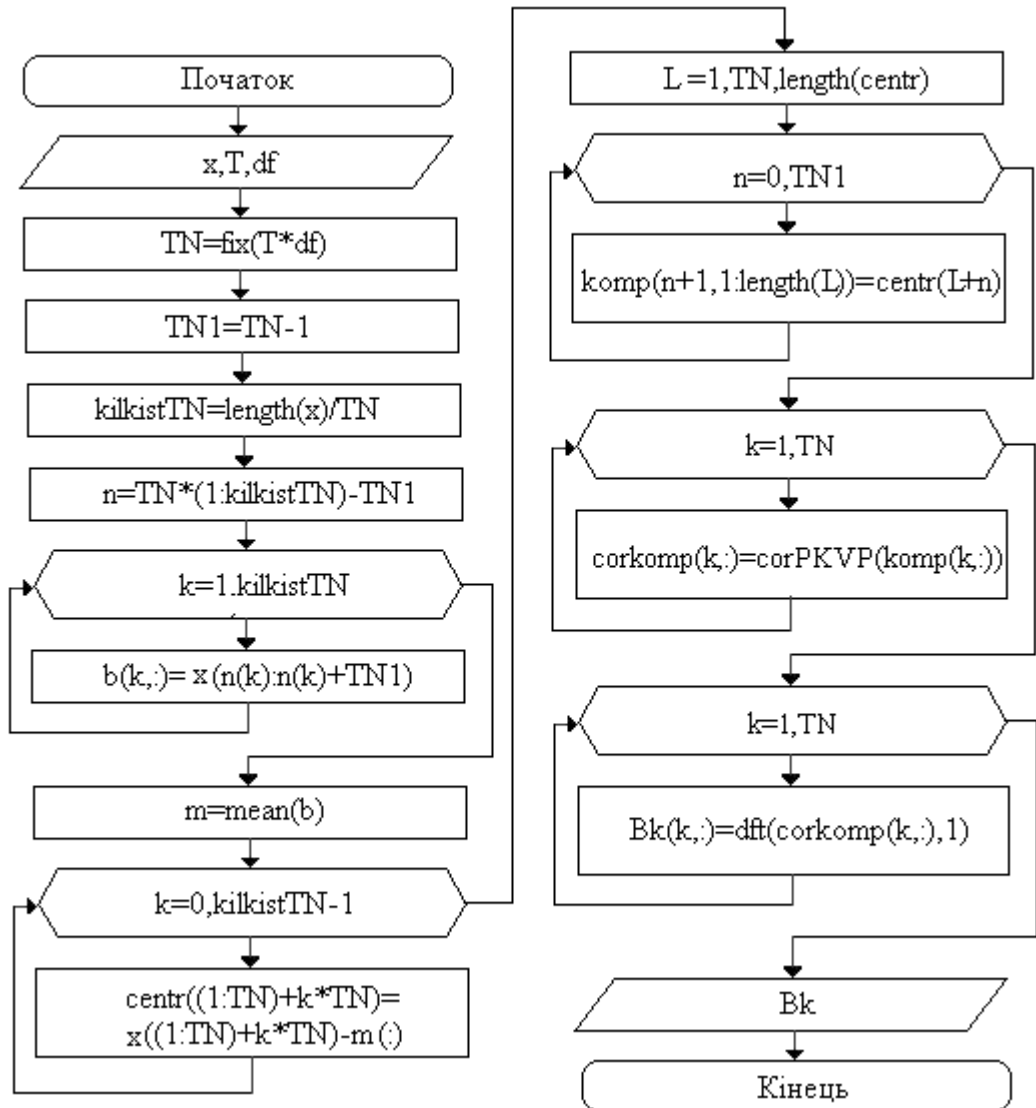 Початок
x,T,df
TN=fix(T*df)
TN1=TN-1
kilkistTN=length(x)/TN
n=TN*(1:kilkistTN)-TN1
k=1.kilkistTN
b(k,:)= x(n(k):n(k)+TN1)
m=mean(b)
k=0,kilkistTN-1
centr((1:TN)+k*TN)=
x((1:TN)+k*TN)-m(:)
L=1,TN,length(centr)
n=0,TN1
komp(n+1,1:length(L))=centr(L+n)
k=1,TN
corkomp(k,:)=corPKVP(komp(k,:))
k=1,TN
Bk(k,:)=dft(corkomp(k,:),1)
Bk
Кінець